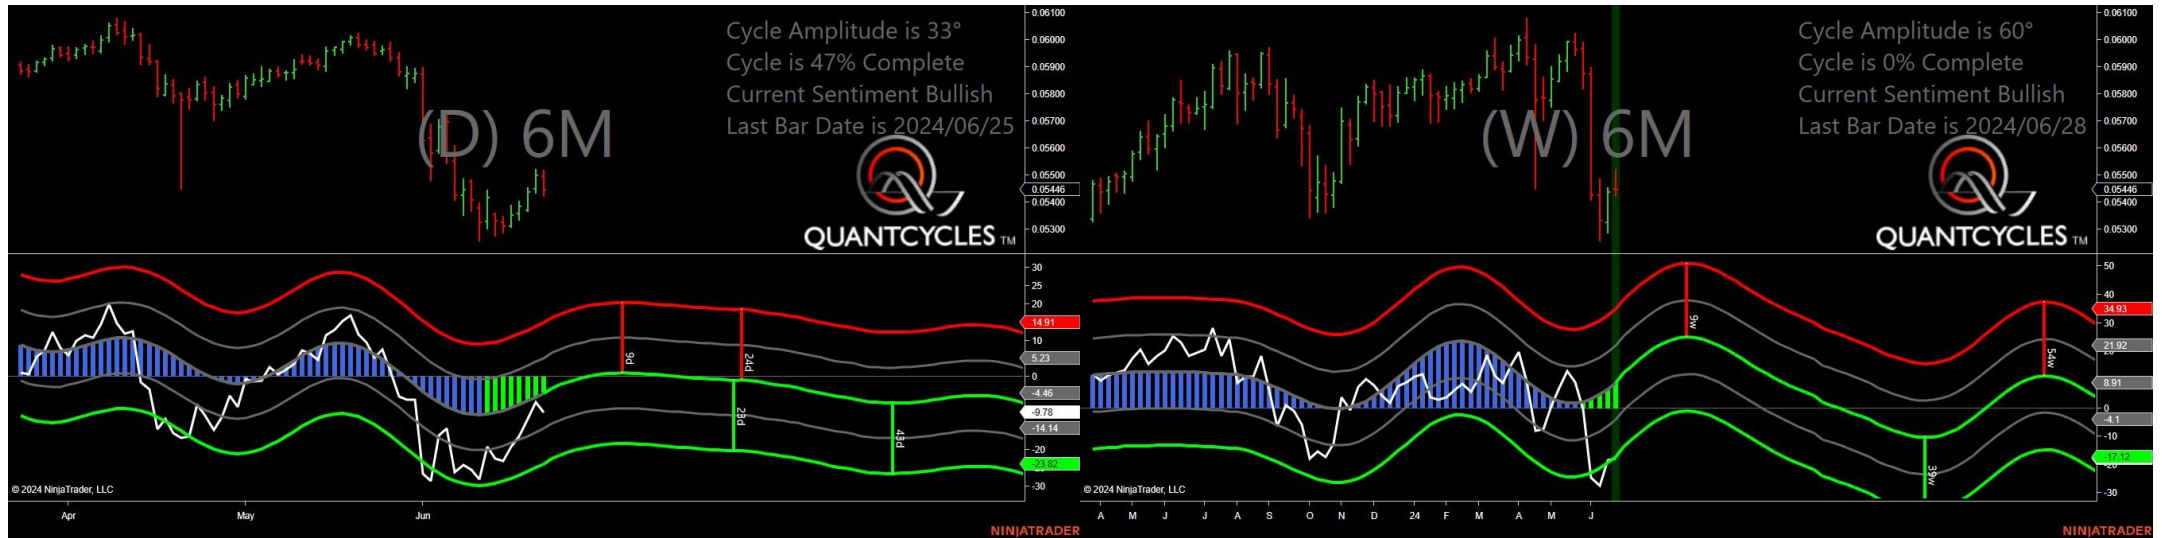 Cycle Amplitude is 33°
Cycle is 47% Complete
Current Sentiment Bullish
Last Bar Date is 2024/06/25
(D) 6M
QUANTCYCLES TM
0.06100
0.06000
0.05900
0.05800
0.05700
0.05600
0.05500
0.05446
0.05400
0.05300
30
25
20
14.91
10
5.23
0
-4.46
-9.78
-14.14
-20
-23.82
-30
9d
24d
23d
43d
© 2024 NinjaTrader, LLC
Apr May Jun
NINJATRADER
Cycle Amplitude is 60°
Cycle is 0% Complete
Current Sentiment Bullish
Last Bar Date is 2024/06/28
(W) 6M
QUANTCYCLES TM
0.06100
0.06000
0.05900
0.05800
0.05700
0.05600
0.05500
0.05446
0.05400
0.05300
50
40
34.93
30
21.92
8.91
0
-4.1
-10
-17.12
-30
9w
54w
39w
© 2024 NinjaTrader, LLC
A M J J A S O N D 24 F M A M J
NINJATRADER